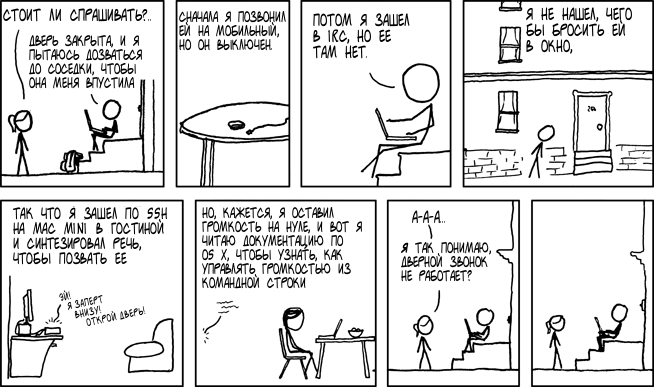 СТОИТ ЛИ СПРАШИВАТЬ?..
ДВЕРЬ ЗАКРЫТА, И Я
ПЫТАЮСЬ ДОЗВАТЬСЯ
ДО СОСЕДКИ, ЧТОБЫ
ОНА МЕНЯ ВПУСТИЛА
СНАЧАЛА Я ПОЗВОНИЛ
ЕЙ НА МОБИЛЬНЫЙ,
НО ОН ВЫКЛЮЧЕН.
ПОТОМ Я ЗАШЕЛ
В IRC, НО ЕЕ
ТАМ НЕТ.
Я НЕ НАШЕЛ, ЧЕГО
БЫ БРОСИТЬ ЕЙ
В ОКНО,
ТАК ЧТО Я ЗАШЕЛ ПО SSH
НА MAC MINI В ГОСТИНОЙ
И СИНТЕЗИРОВАЛ РЕЧЬ,
ЧТОБЫ ПОЗВАТЬ ЕЕ
ЭЙ!
Я ЗАПЕРТ
ВНИЗУ!
ОТКРОЙ ДВЕРЬ!
НО, КАЖЕТСЯ, Я ОСТАВИЛ
ГРОМКОСТЬ НА НУЛЕ, И ВОТ Я
ЧИТАЮ ДОКУМЕНТАЦИЮ ПО
OS X, ЧТОБЫ УЗНАТЬ, КАК
УПРАВЛЯТЬ ГРОМКОСТЬЮ ИЗ
КОМАНДНОЙ СТРОКИ
А-А-А...
Я ТАК ПОНИМАЮ,
ДВЕРНОЙ ЗВОНОК
НЕ РАБОТАЕТ?